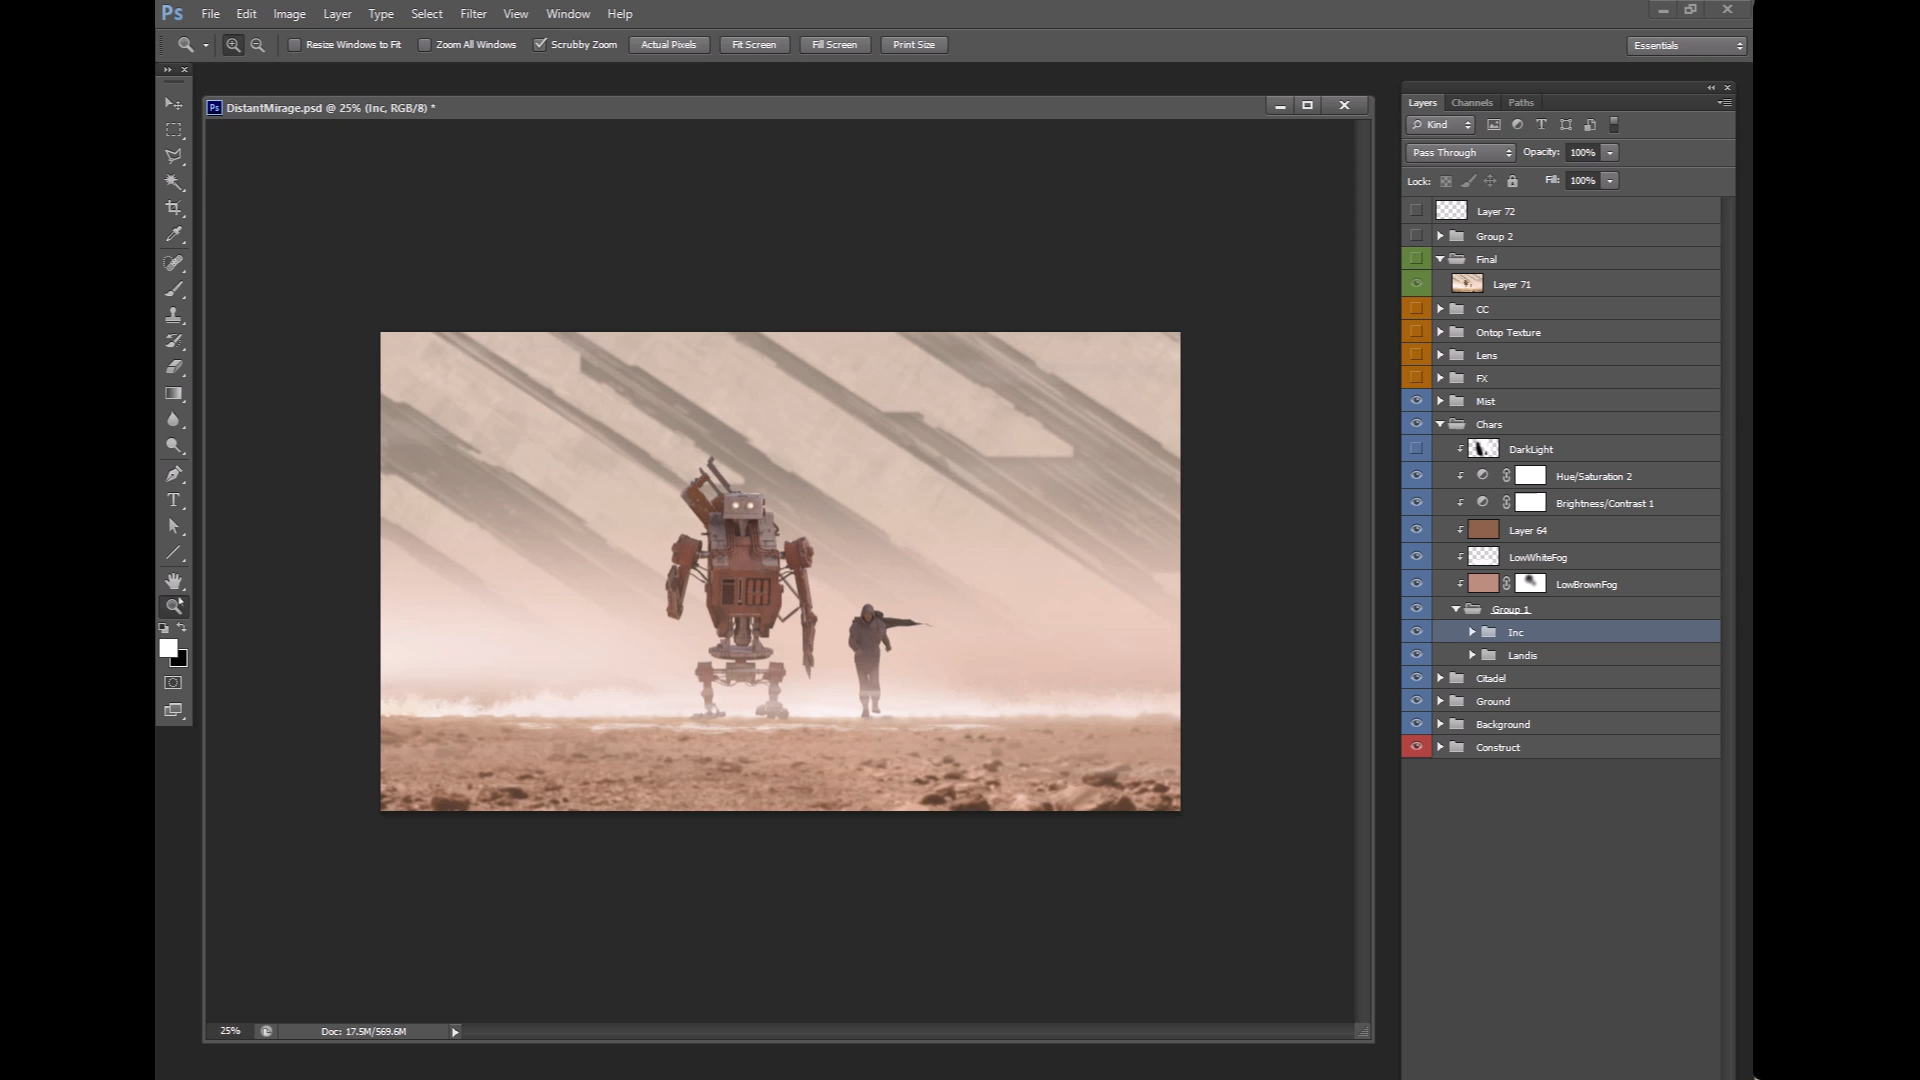 Ps File Edit Image Layer Type Select Filter View Window Help
Resize Windows to Fit Zoom All Windows Scrubby Zoom Actual Pixels Fit Screen Fill Screen Print Size Essentials
Ps DistantMirage.psd @ 25% (Inc, RGB/8) *
Layers Channels Paths
Kind T
Pass Through Opacity: 100%
Lock: Fill: 100%
Layer 72
Group 2
Final
Layer 71
CC
Ontop Texture
Lens
FX
Mist
Chars
DarkLight
Hue/Saturation 2
Brightness/Contrast 1
Layer 64
LowWhiteFog
LowBrownFog
Group 1
Inc
Landis
Citadel
Ground
Background
Construct
T
25% Doc: 17.5M/569.6M